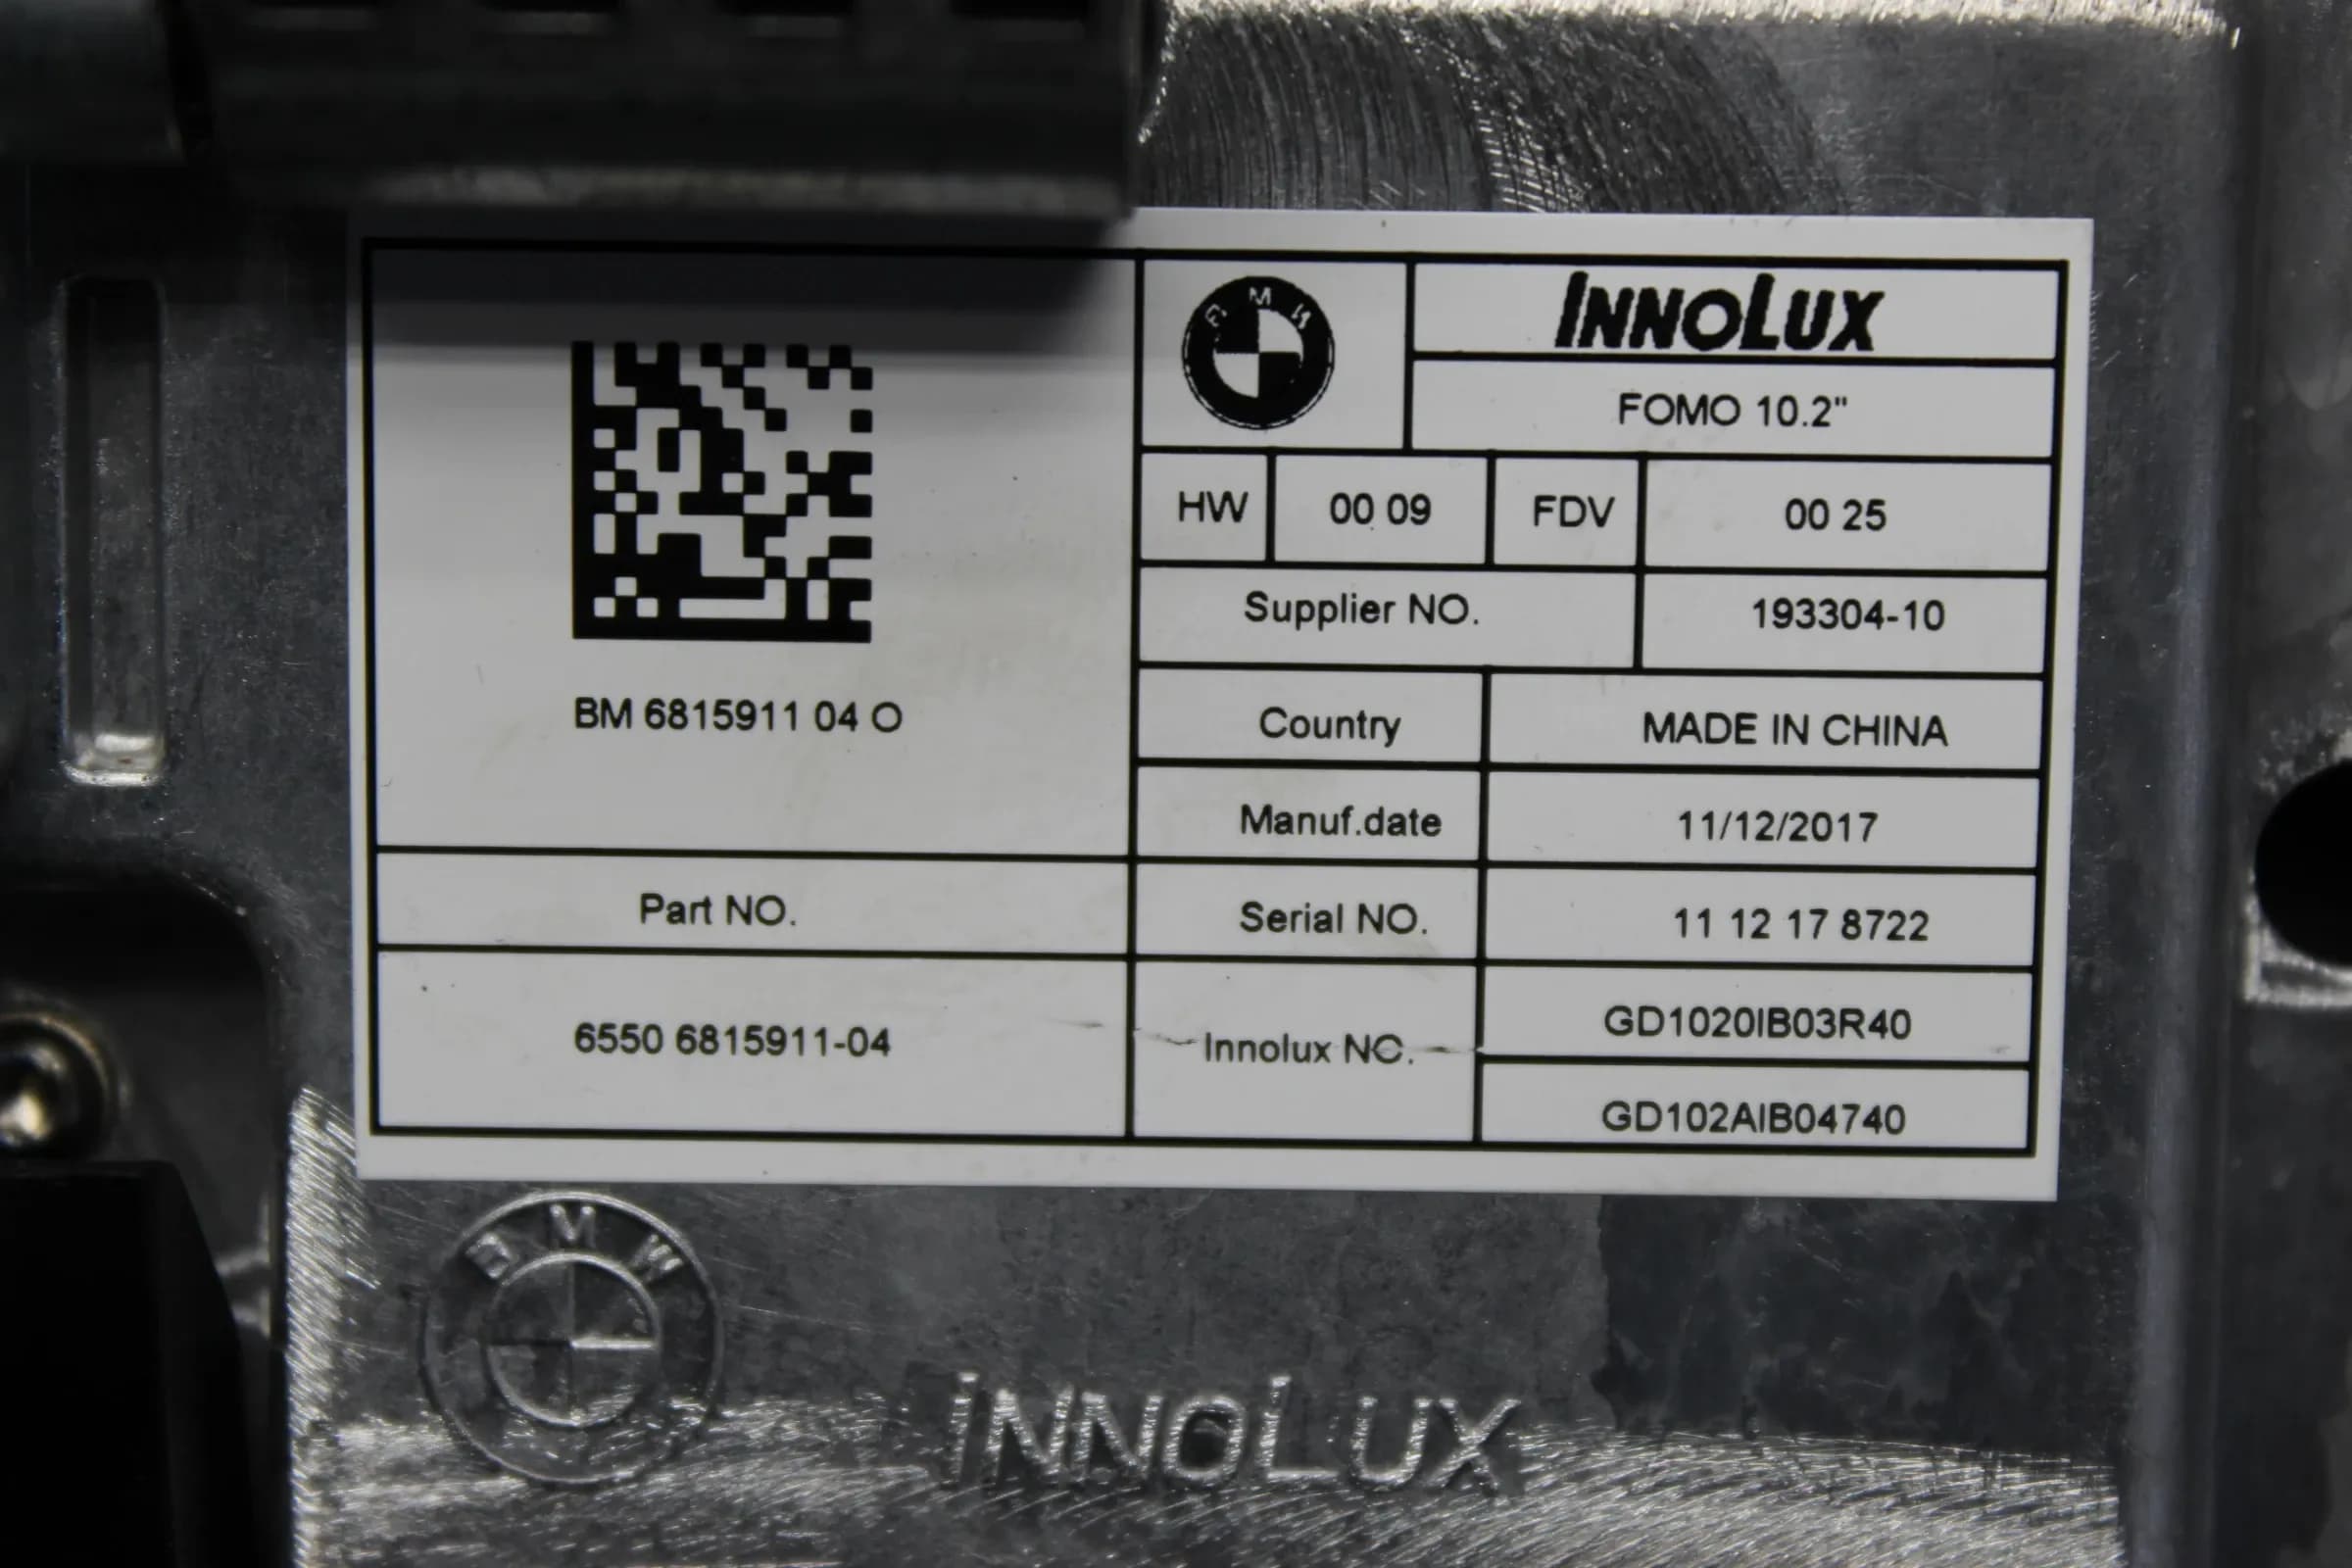 BMW
INNOLUX
FOMO 10.2"
HW 00 09 FDV 00 25
Supplier NO. 193304-10
BM 6815911 04 O
Country MADE IN CHINA
Manuf.date 11/12/2017
Part NO.
Serial NO. 11 12 17 8722
6550 6815911-04
Innolux NO.
GD1020IB03R40
GD102AIB04740
BMW
INNOLUX